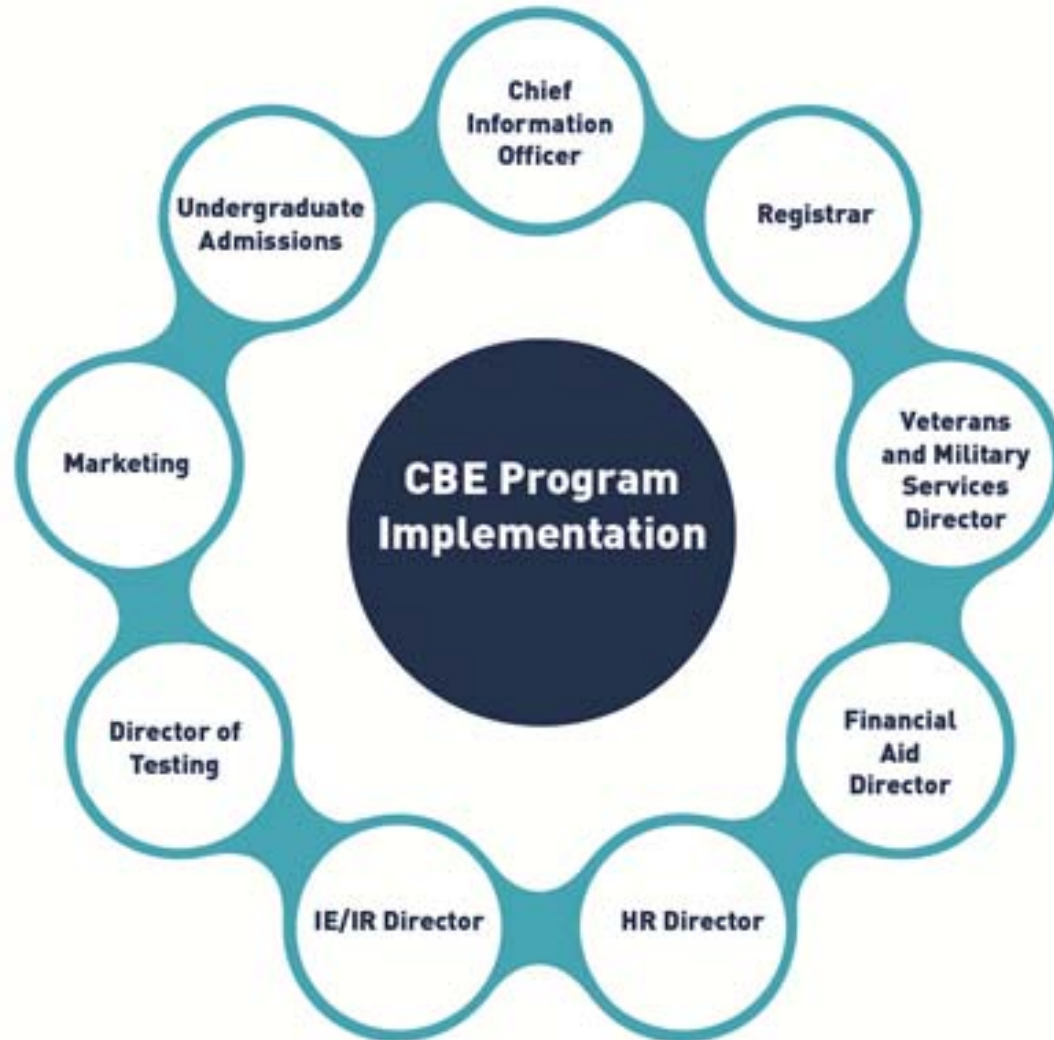 Chief
Information
Officer
Undergraduate
Admissions
Registrar
Marketing
CBE Program
Implementation
Veterans
and Military
Services
Director
Director of
Testing
Financial
Aid
Director
IE/IR Director
HR Director